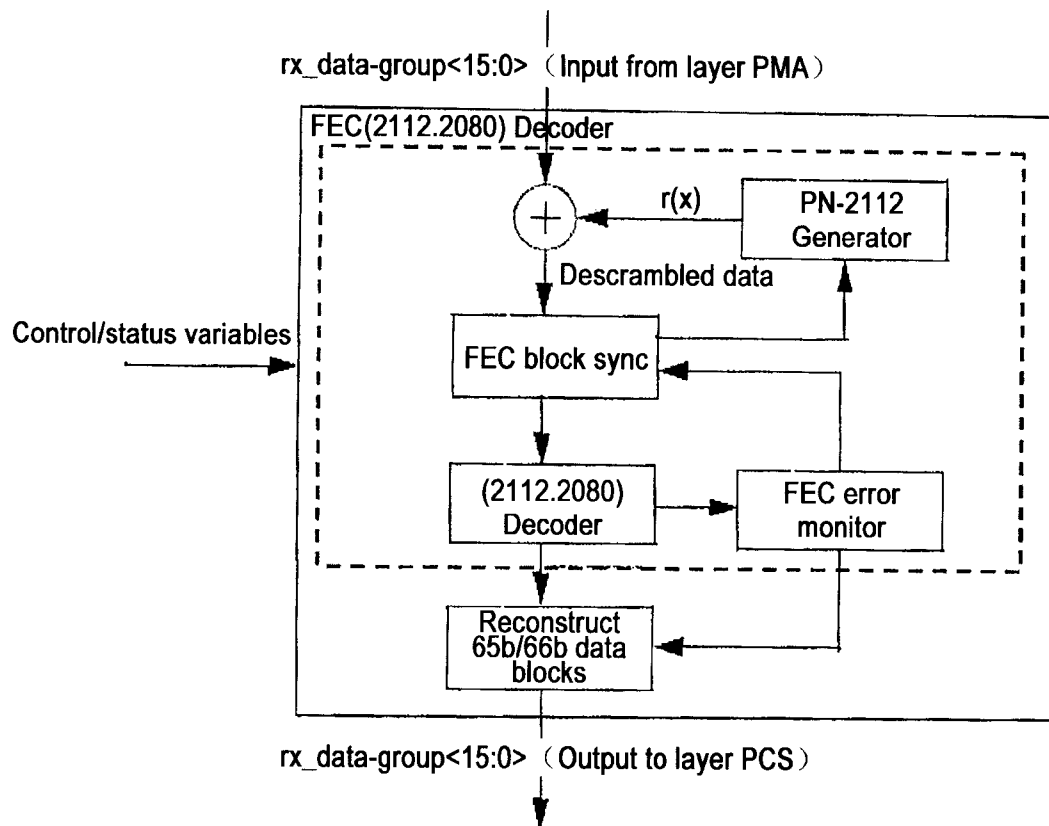 rx_data-group<15:0>（Input from layer PMA）
FEC(2112.2080) Decoder
r(x)
PN-2112
Generator
Descrambled data
Control/status variables
FEC block sync
(2112.2080)
Decoder
FEC error
monitor
Reconstruct
65b/66b data
blocks
rx_data-group<15:0>（Output to layer PCS）